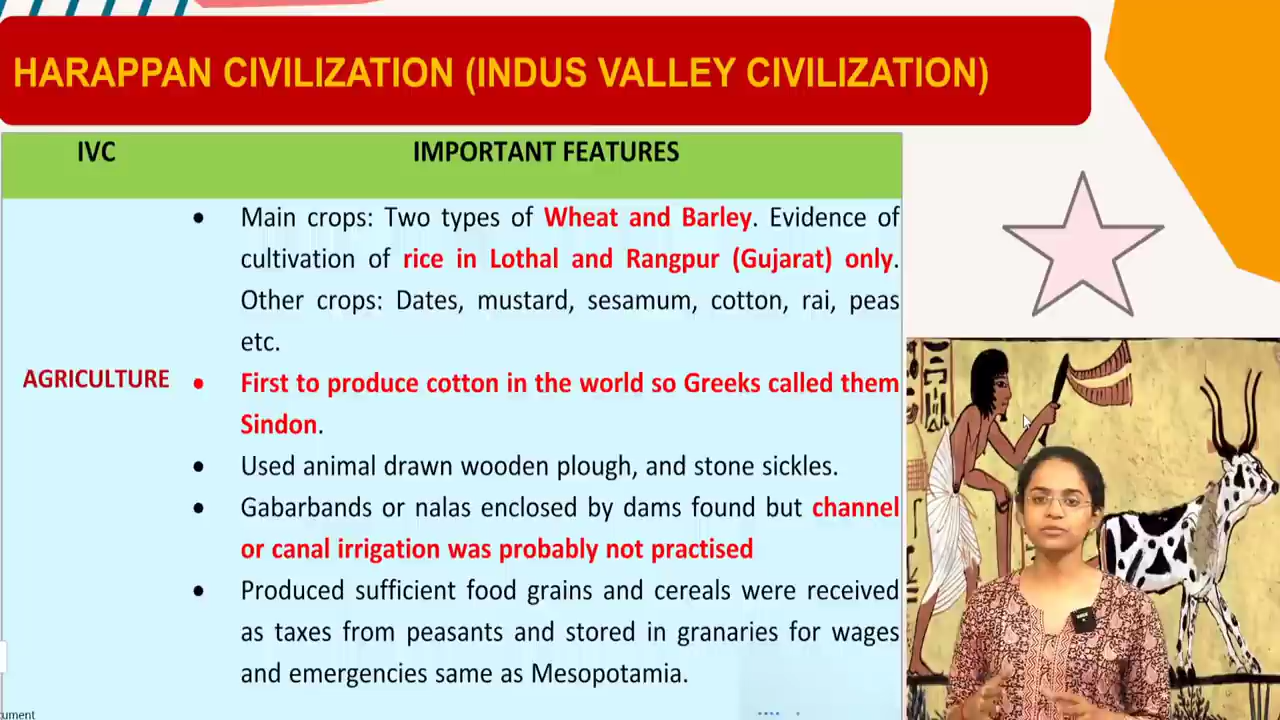 HARAPPAN CIVILIZATION (INDUS VALLEY CIVILIZATION)
IVC
IMPORTANT FEATURES
AGRICULTURE
• Main crops: Two types of Wheat and Barley. Evidence of
cultivation of rice in Lothal and Rangpur (Gujarat) only.
Other crops: Dates, mustard, sesamum, cotton, rai, peas
etc.
• First to produce cotton in the world so Greeks called them
Sindon.
• Used animal drawn wooden plough, and stone sickles.
• Gabarbands or nalas enclosed by dams found but channel
or canal irrigation was probably not practised
• Produced sufficient food grains and cereals were received
as taxes from peasants and stored in granaries for wages
and emergencies same as Mesopotamia.
cument